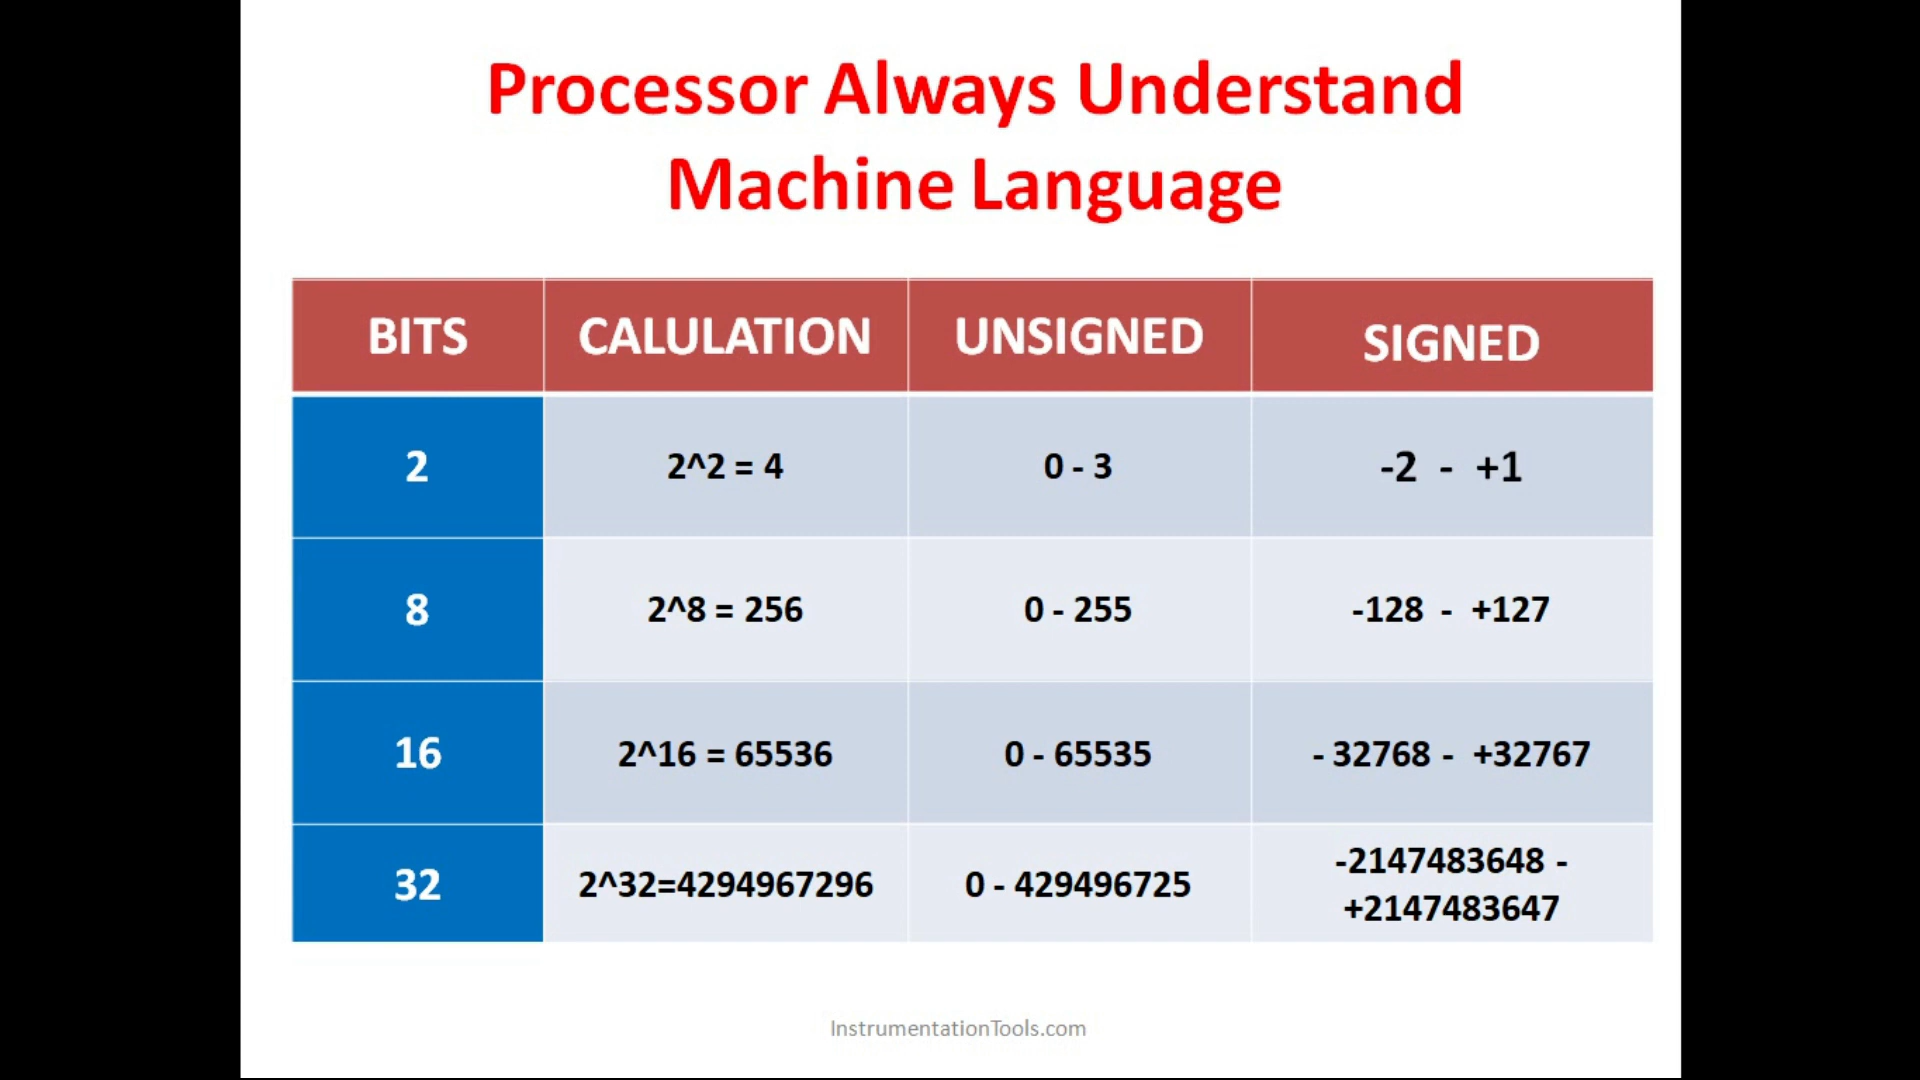 Processor Always Understand
Machine Language
BITS CALULATION UNSIGNED SIGNED
2 2^2 = 4 0 - 3 -2 - +1
8 2^8 = 256 0 - 255 -128 - +127
16 2^16 = 65536 0 - 65535 - 32768 - +32767
32 2^32=4294967296 0 - 429496725 -2147483648 -
+2147483647
InstrumentationTools.com